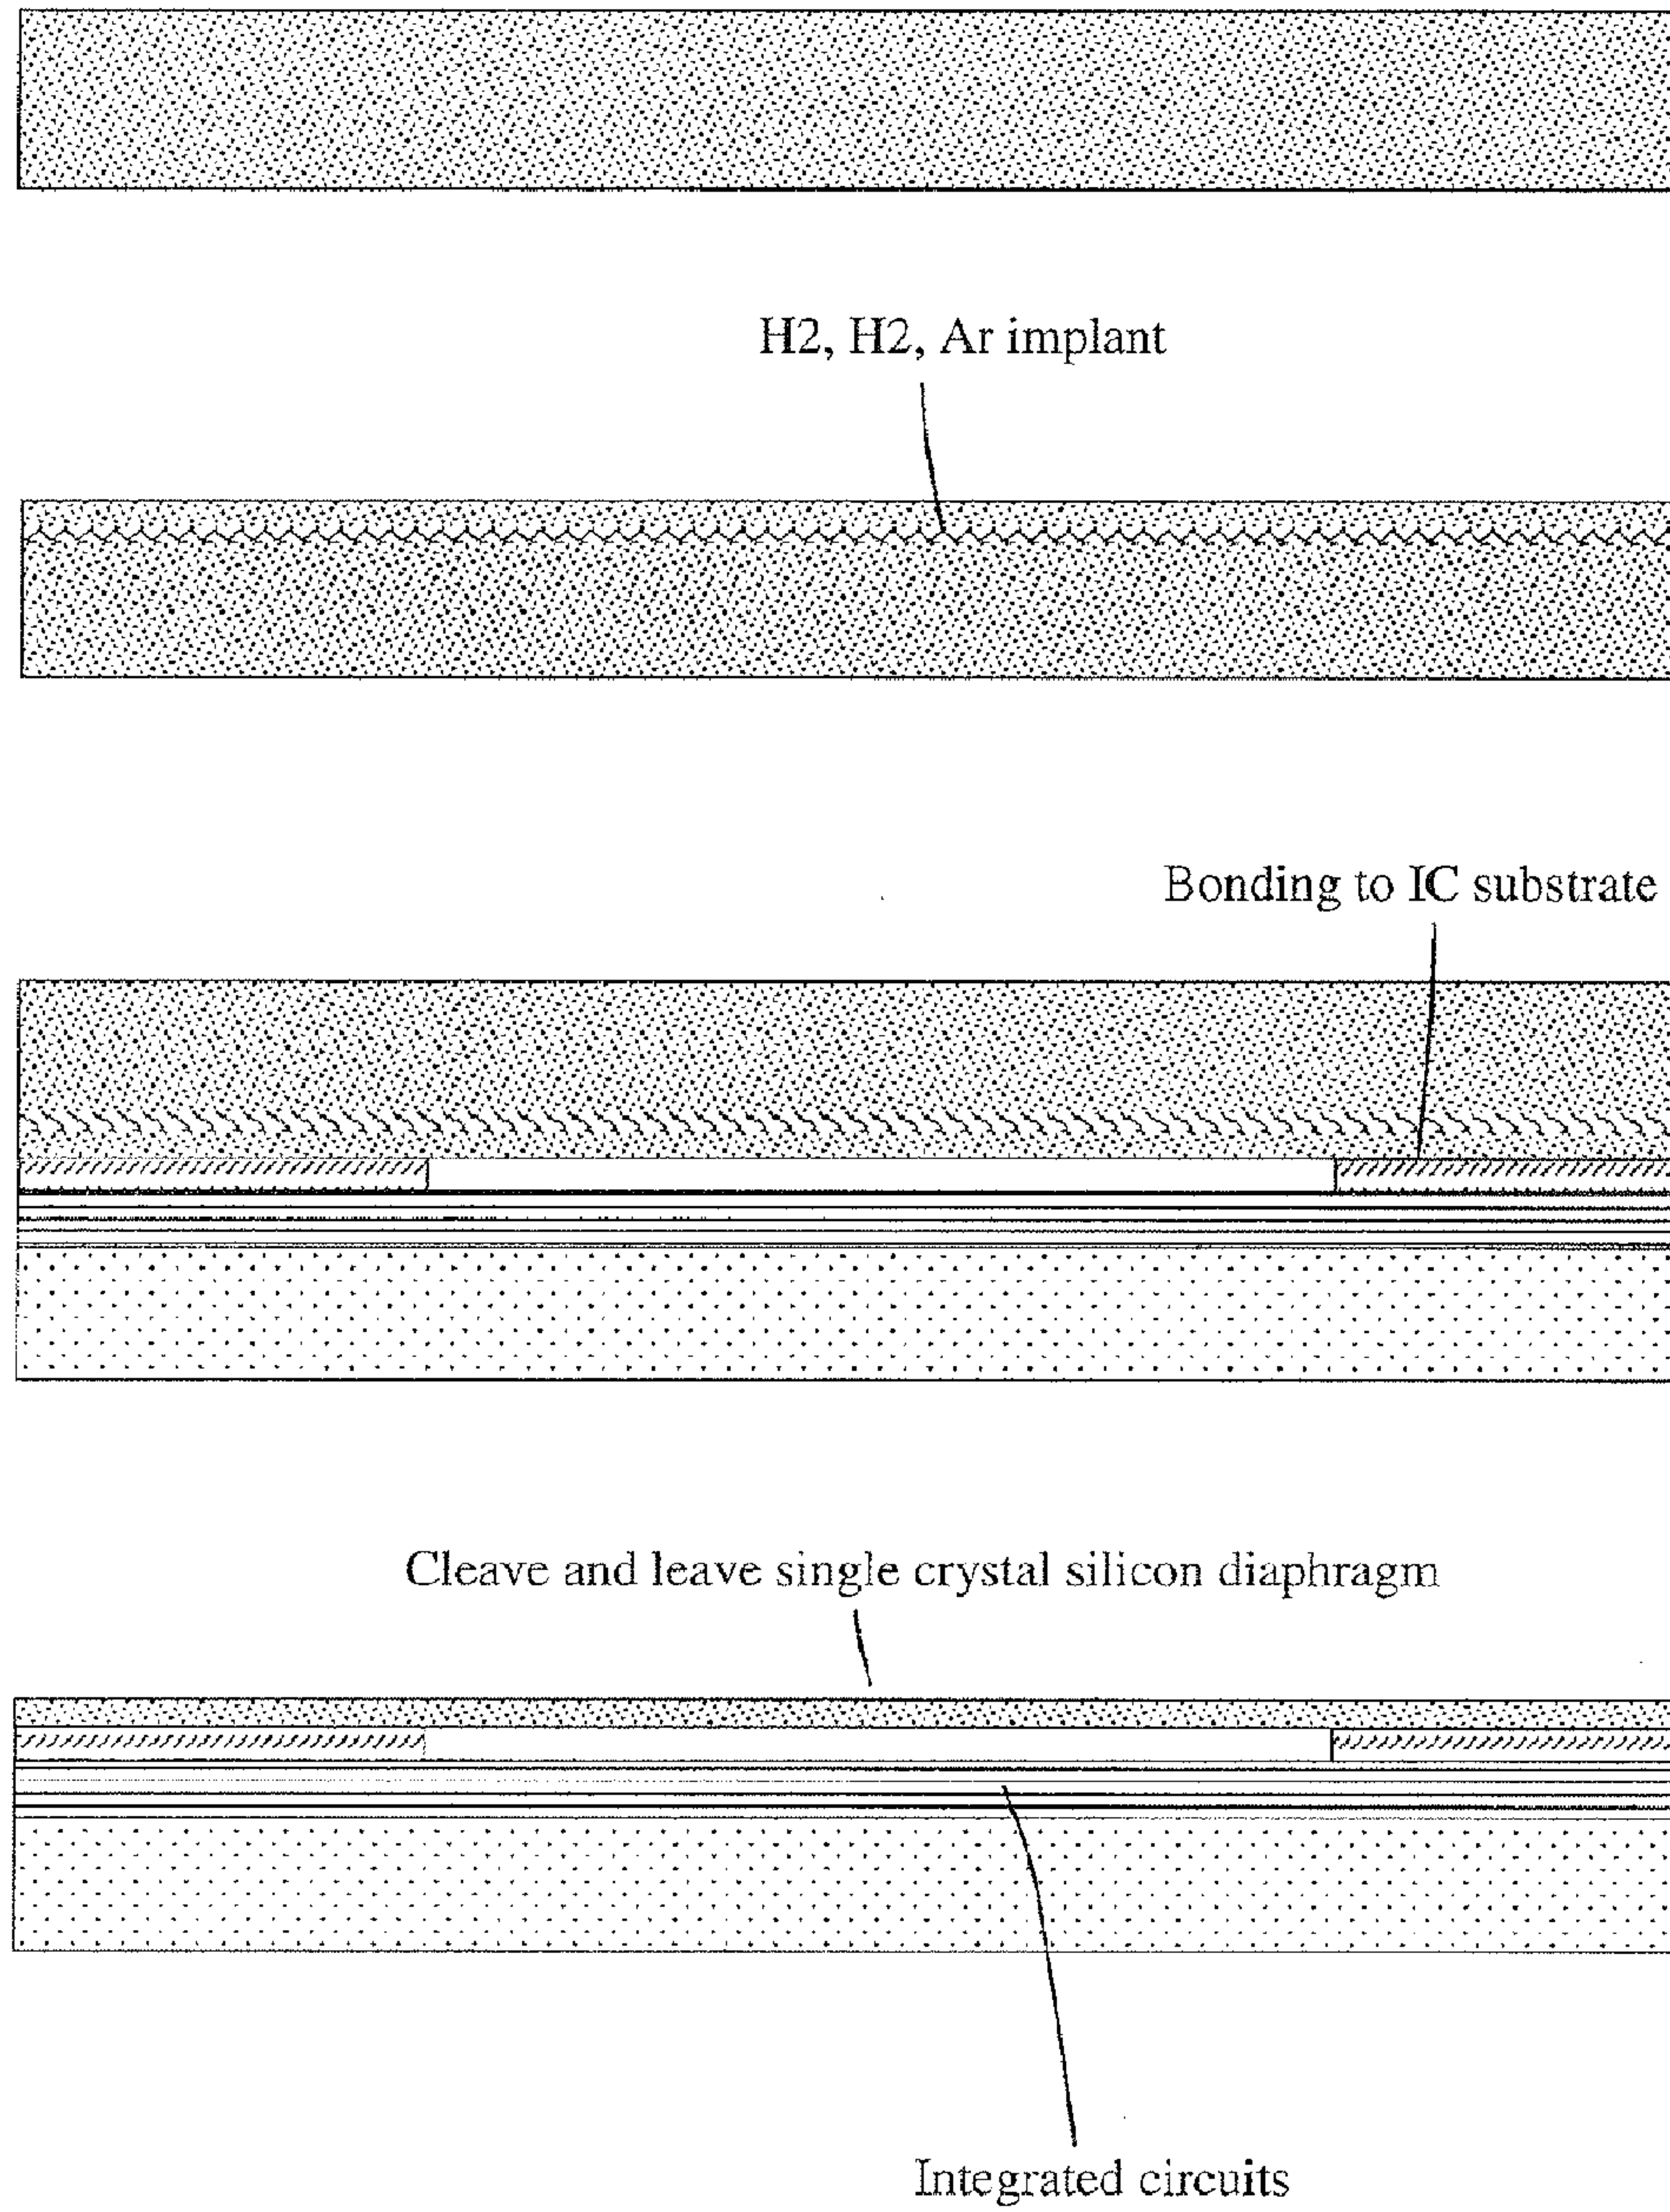 H2, H2, Ar implant
Bonding to IC substrate
Cleave and leave single crystal silicon diaphragm
Integrated circuits